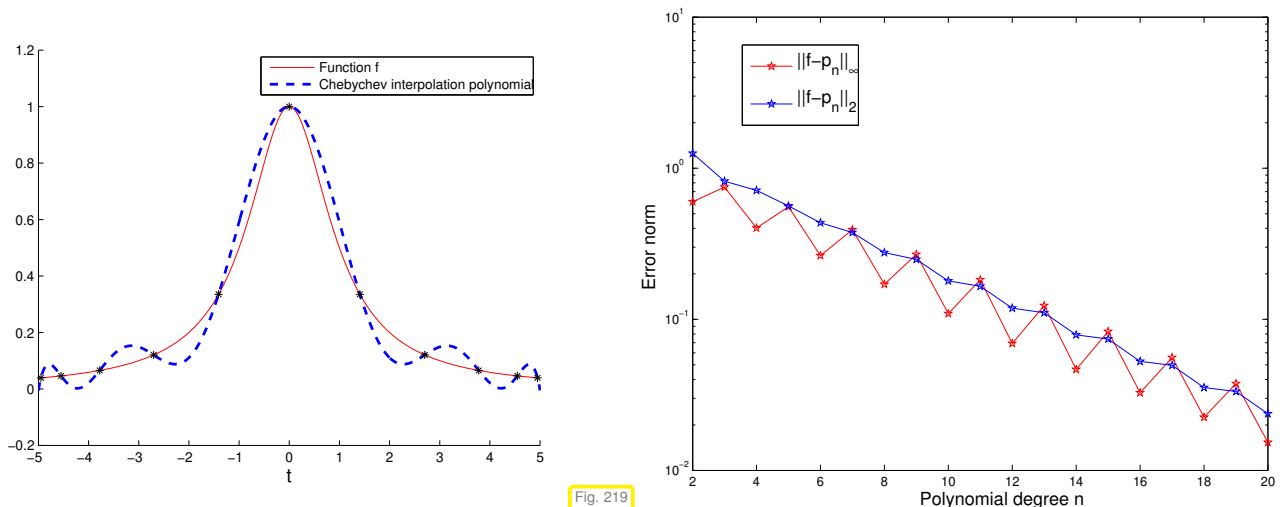 1.2
1
0.8
0.6
0.4
0.2
0
−0.2
−5 −4 −3 −2 −1 0 1 2 3 4 5
t
Function f
Chebychev interpolation polynomial
Fig. 219
10^1
10^0
10^−1
10^−2
Error norm
||f−p_n||_∞
||f−p_n||_2
2 4 6 8 10 12 14 16 18 20
Polynomial degree n